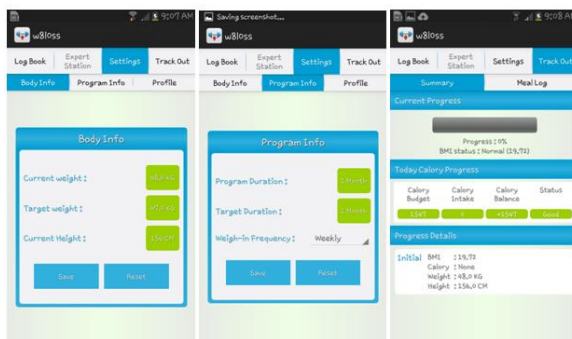 9:07 AM
w8loss
Log Book
Expert Station
Settings
Track Out
Body Info
Program Info
Profile
Body Info
Current weight :
Target weight :
Current Height :
156 CM
Save
Reset
Saving screenshot...
w8loss
Log Book
Expert Station
Settings
Track Out
Body Info
Program Info
Profile
Program Info
Program Duration :
Target Duration :
Weigh-in Frequency :
Weekly
Save
Reset
9:08 A
w8loss
Log Book
Expert Station
Settings
Track Out
Summary
Meal Log
Current Progress
Progress : 0%
BMI status : Normal (19,72)
Today Calory Progress
Calory Budget
Calory Intake
Calory Balance
Status
1547
0
+1547
Good
Progress Details
Initial
BMI : 19,72
Calory : None
Weight : 48,0 KG
Height : 156,0 CM